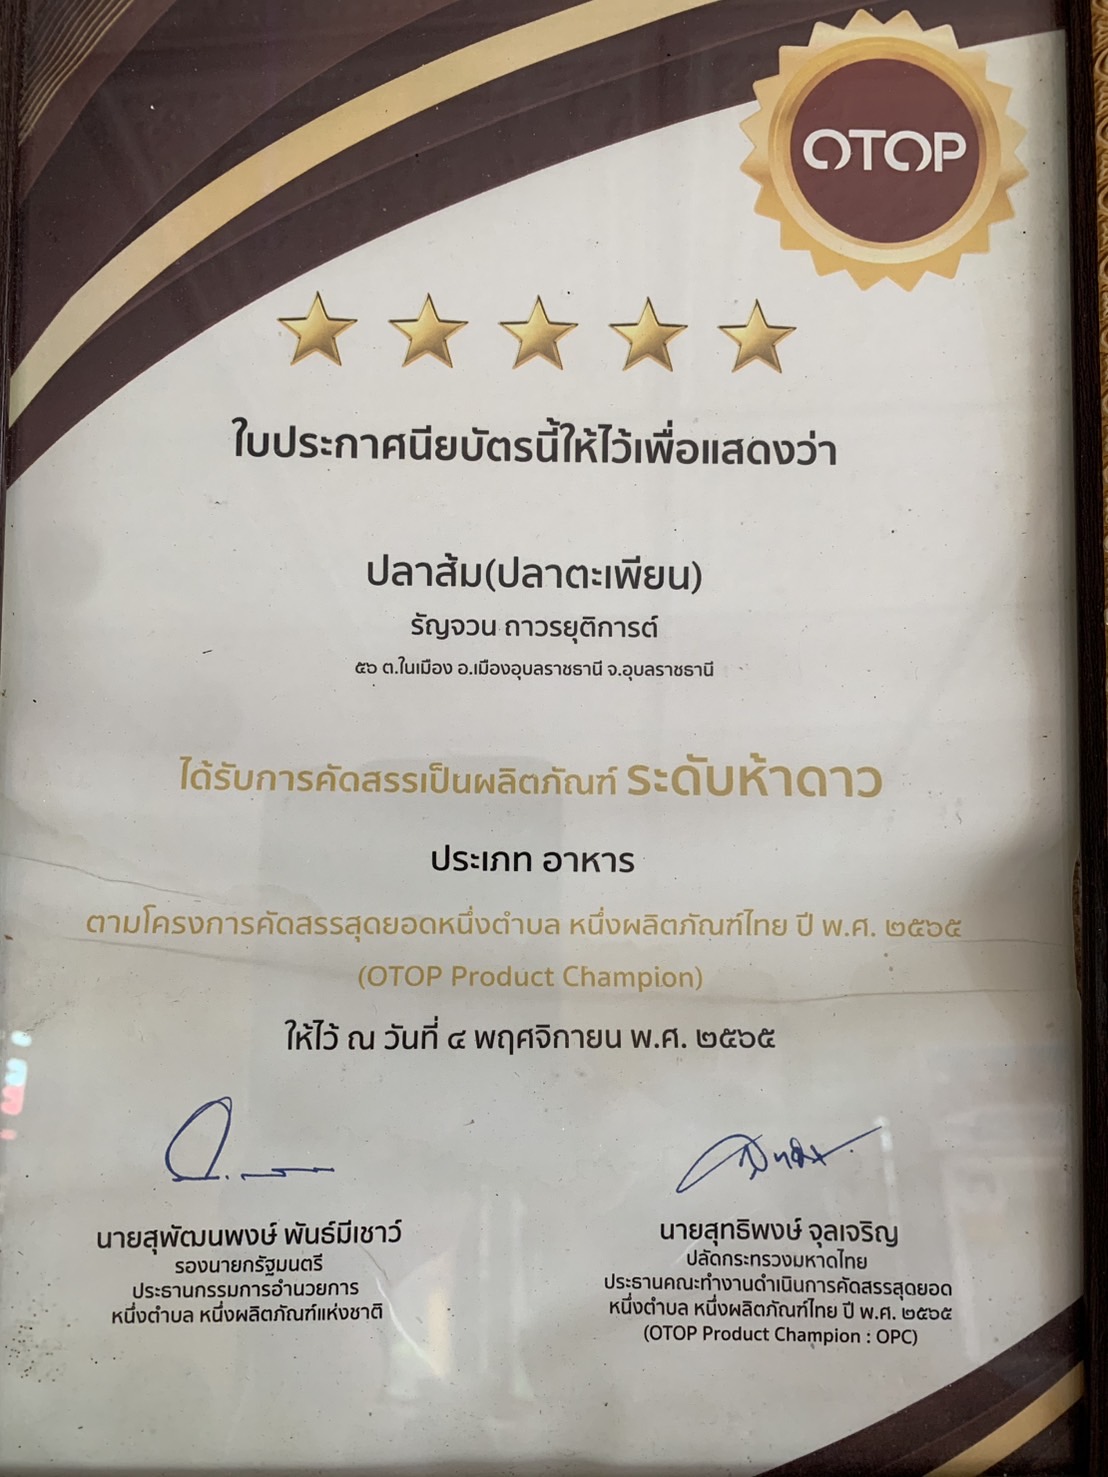 OTOP
ใบประกาศนียบัตรนี้ให้ไว้เพื่อแสดงว่า
ปลาส้ม(ปลาตะเพียน)
รัญจวน ถาวรยุติการต์
๕๖ ต.ในเมือง อ.เมืองอุบลราชธานี จ.อุบลราชธานี
ได้รับการคัดสรรเป็นผลิตภัณฑ์ ระดับห้าดาว
ประเภท อาหาร
ตามโครงการคัดสรรสุดยอดหนึ่งตำบล หนึ่งผลิตภัณฑ์ไทย ปี พ.ศ. ๒๕๖๕
(OTOP Product Champion)
ให้ไว้ ณ วันที่ ๔ พฤศจิกายน พ.ศ. ๒๕๖๕
นายสุพัฒนพงษ์ พันธ์มีเชาว์
รองนายกรัฐมนตรี
ประธานกรรมการอำนวยการ
หนึ่งตำบล หนึ่งผลิตภัณฑ์แห่งชาติ
นายสุทธิพงษ์ จุลเจริญ
ปลัดกระทรวงมหาดไทย
ประธานคณะทำงานดำเนินการคัดสรรสุดยอด
หนึ่งตำบล หนึ่งผลิตภัณฑ์ไทย ปี พ.ศ. ๒๕๖๕
(OTOP Product Champion : OPC)